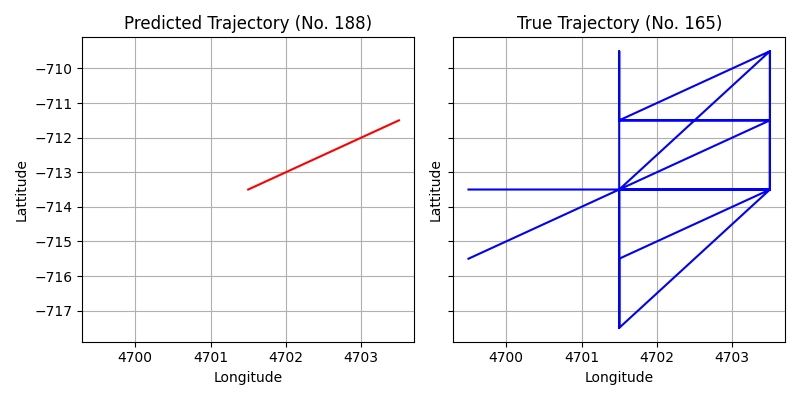 Predicted Trajectory (No. 188)
True Trajectory (No. 165)
−710
−711
−712
−713
−714
−715
−716
−717
Lattitude
Lattitude
4700 4701 4702 4703
4700 4701 4702 4703
Longitude
Longitude